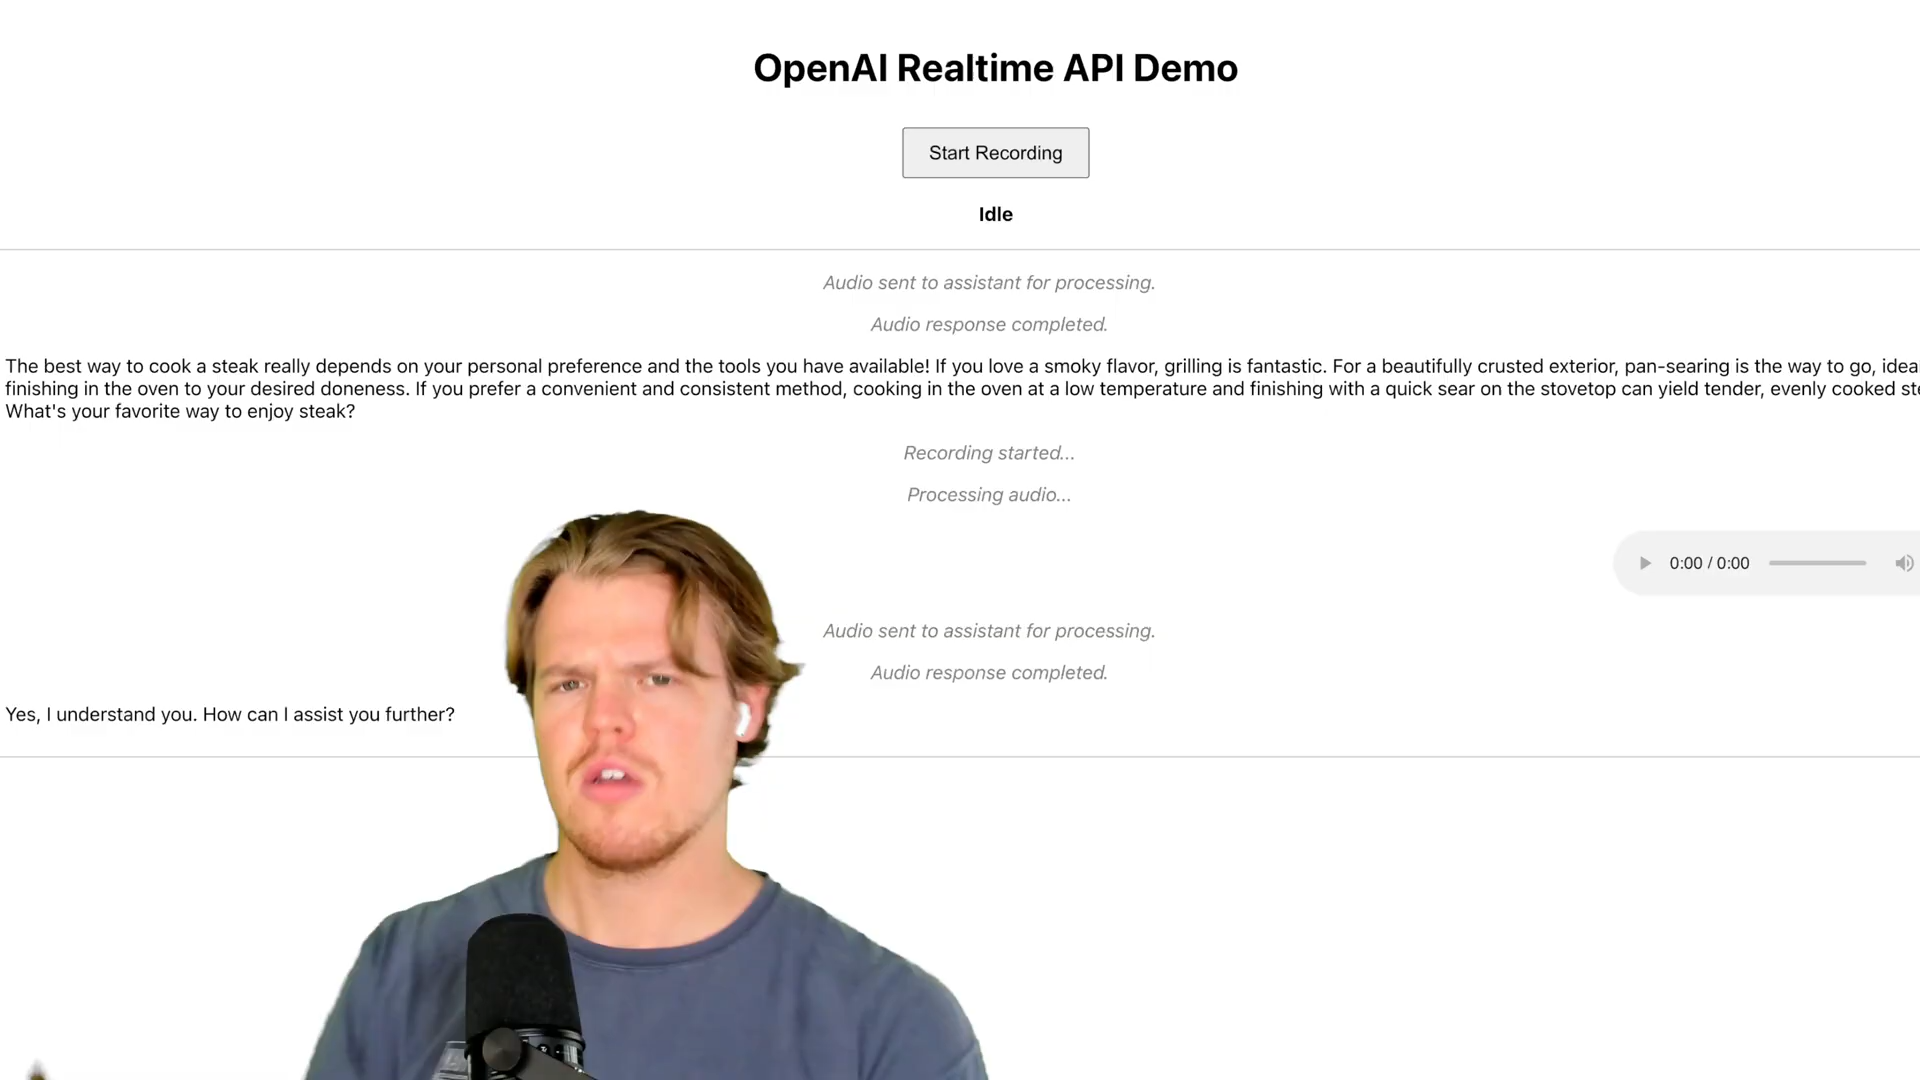 OpenAI Realtime API Demo
Start Recording
Idle
Audio sent to assistant for processing.
Audio response completed.
The best way to cook a steak really depends on your personal preference and the tools you have available! If you love a smoky flavor, grilling is fantastic. For a beautifully crusted exterior, pan-searing is the way to go,
finishing in the oven to your desired doneness. If you prefer a convenient and consistent method, cooking in the oven at a low temperature and finishing with a quick sear on the stovetop can yield tender, evenly cooked
What's your favorite way to enjoy steak?
Recording started...
Processing audio...
0:00 / 0:00
Audio sent to assistant for processing.
Audio response completed.
Yes, I understand you. How can I assist you further?